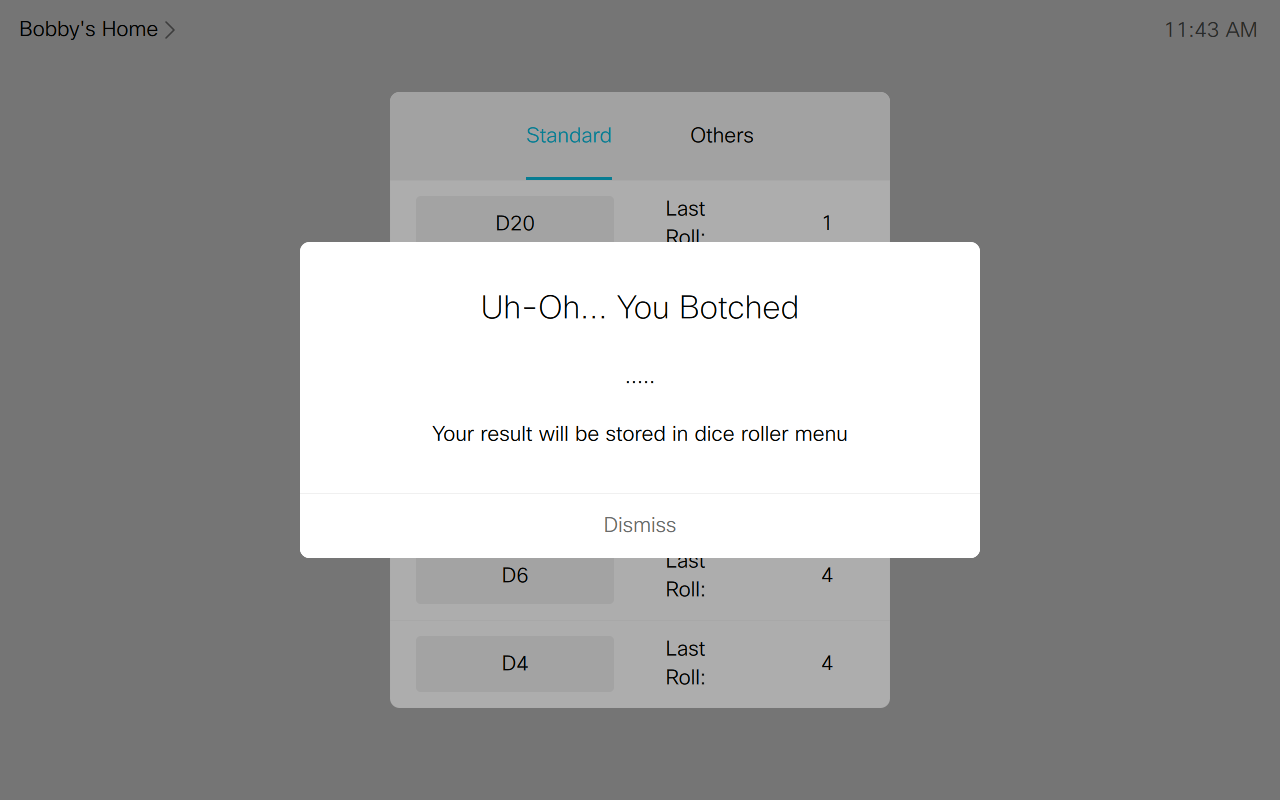 Bobby's Home
11:43 AM
Standard
Others
D20
Last
Roll:
1
Uh-Oh... You Botched
.....
Your result will be stored in dice roller menu
Dismiss
D6
Last
Roll:
4
D4
Last
Roll:
4